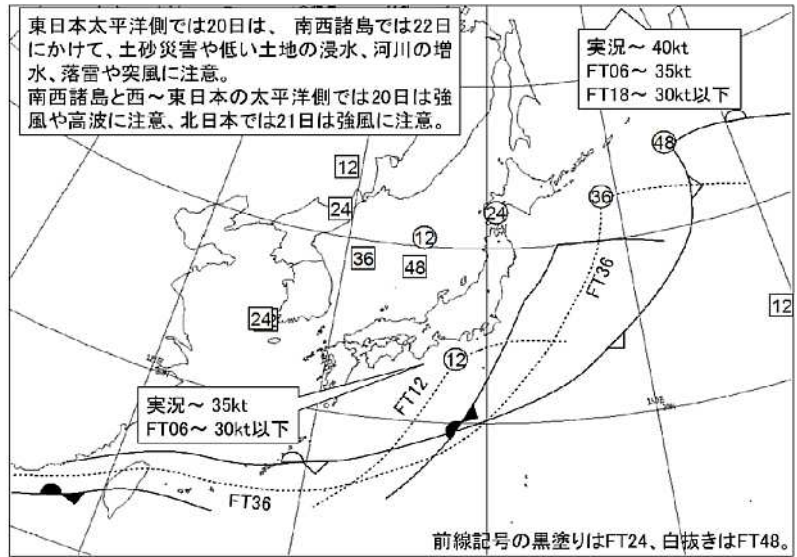 東日本太平洋側では20日は、 南西諸島では22日
にかけて、土砂災害や低い土地の浸水、河川の増
水、落雷や突風に注意。
南西諸島と西～東日本の太平洋側では20日は強
風や高波に注意、北日本では21日は強風に注意。
実況～ 40kt
FT06～ 35kt
FT18～ 30kt以下
48
12
36
24
24
12
36
48
12
24
FT36
12
FT12
実況～ 35kt
FT06～ 30kt以下
FT36
前線記号の黒塗りはFT24、白抜きはFT48。